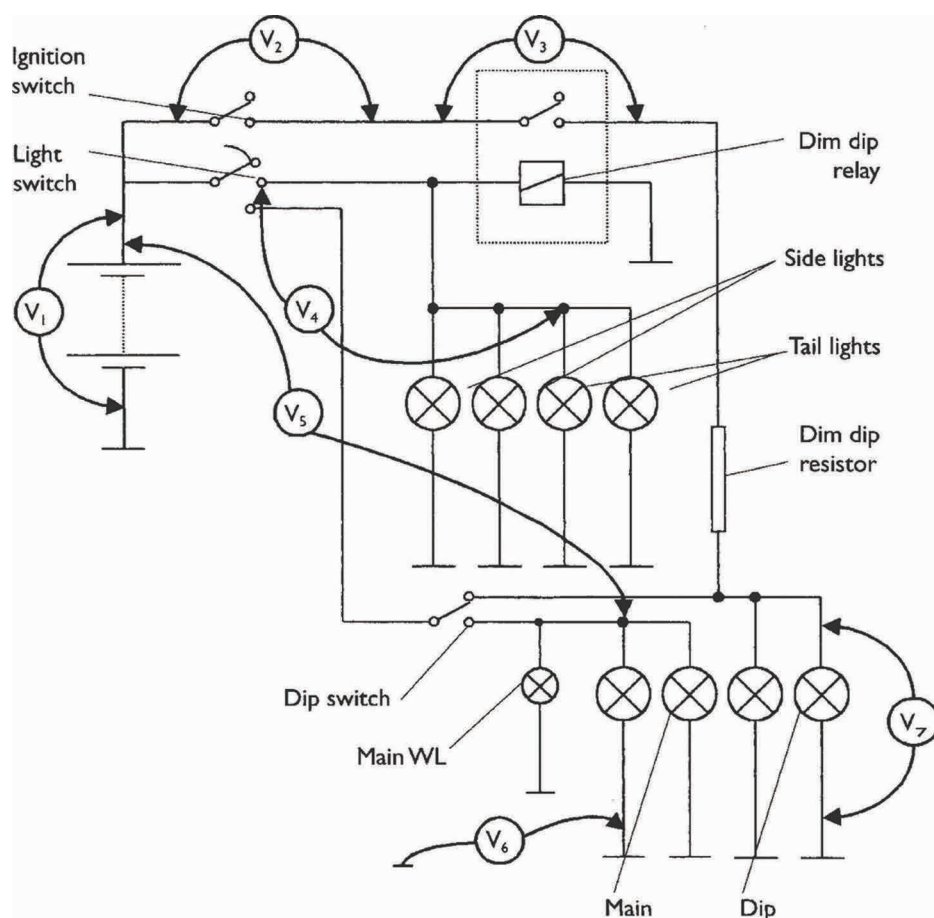 V2
V3
Ignition
switch
Light
switch
Dim dip
relay
Side lights
V1
V4
Tail lights
V5
Dim dip
resistor
Dip switch
Main WL
V7
V6
Main
Dip